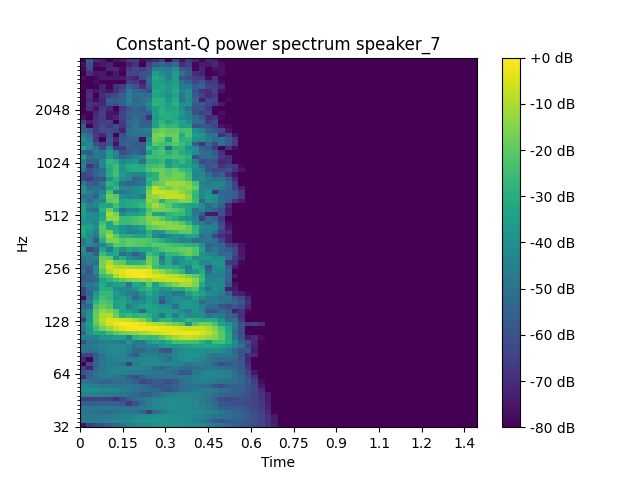 Constant-Q power spectrum speaker_7
Hz
2048
1024
512
256
128
64
32
0 0.15 0.3 0.45 0.6 0.75 0.9 1.1 1.2 1.4
Time
+0 dB
-10 dB
-20 dB
-30 dB
-40 dB
-50 dB
-60 dB
-70 dB
-80 dB